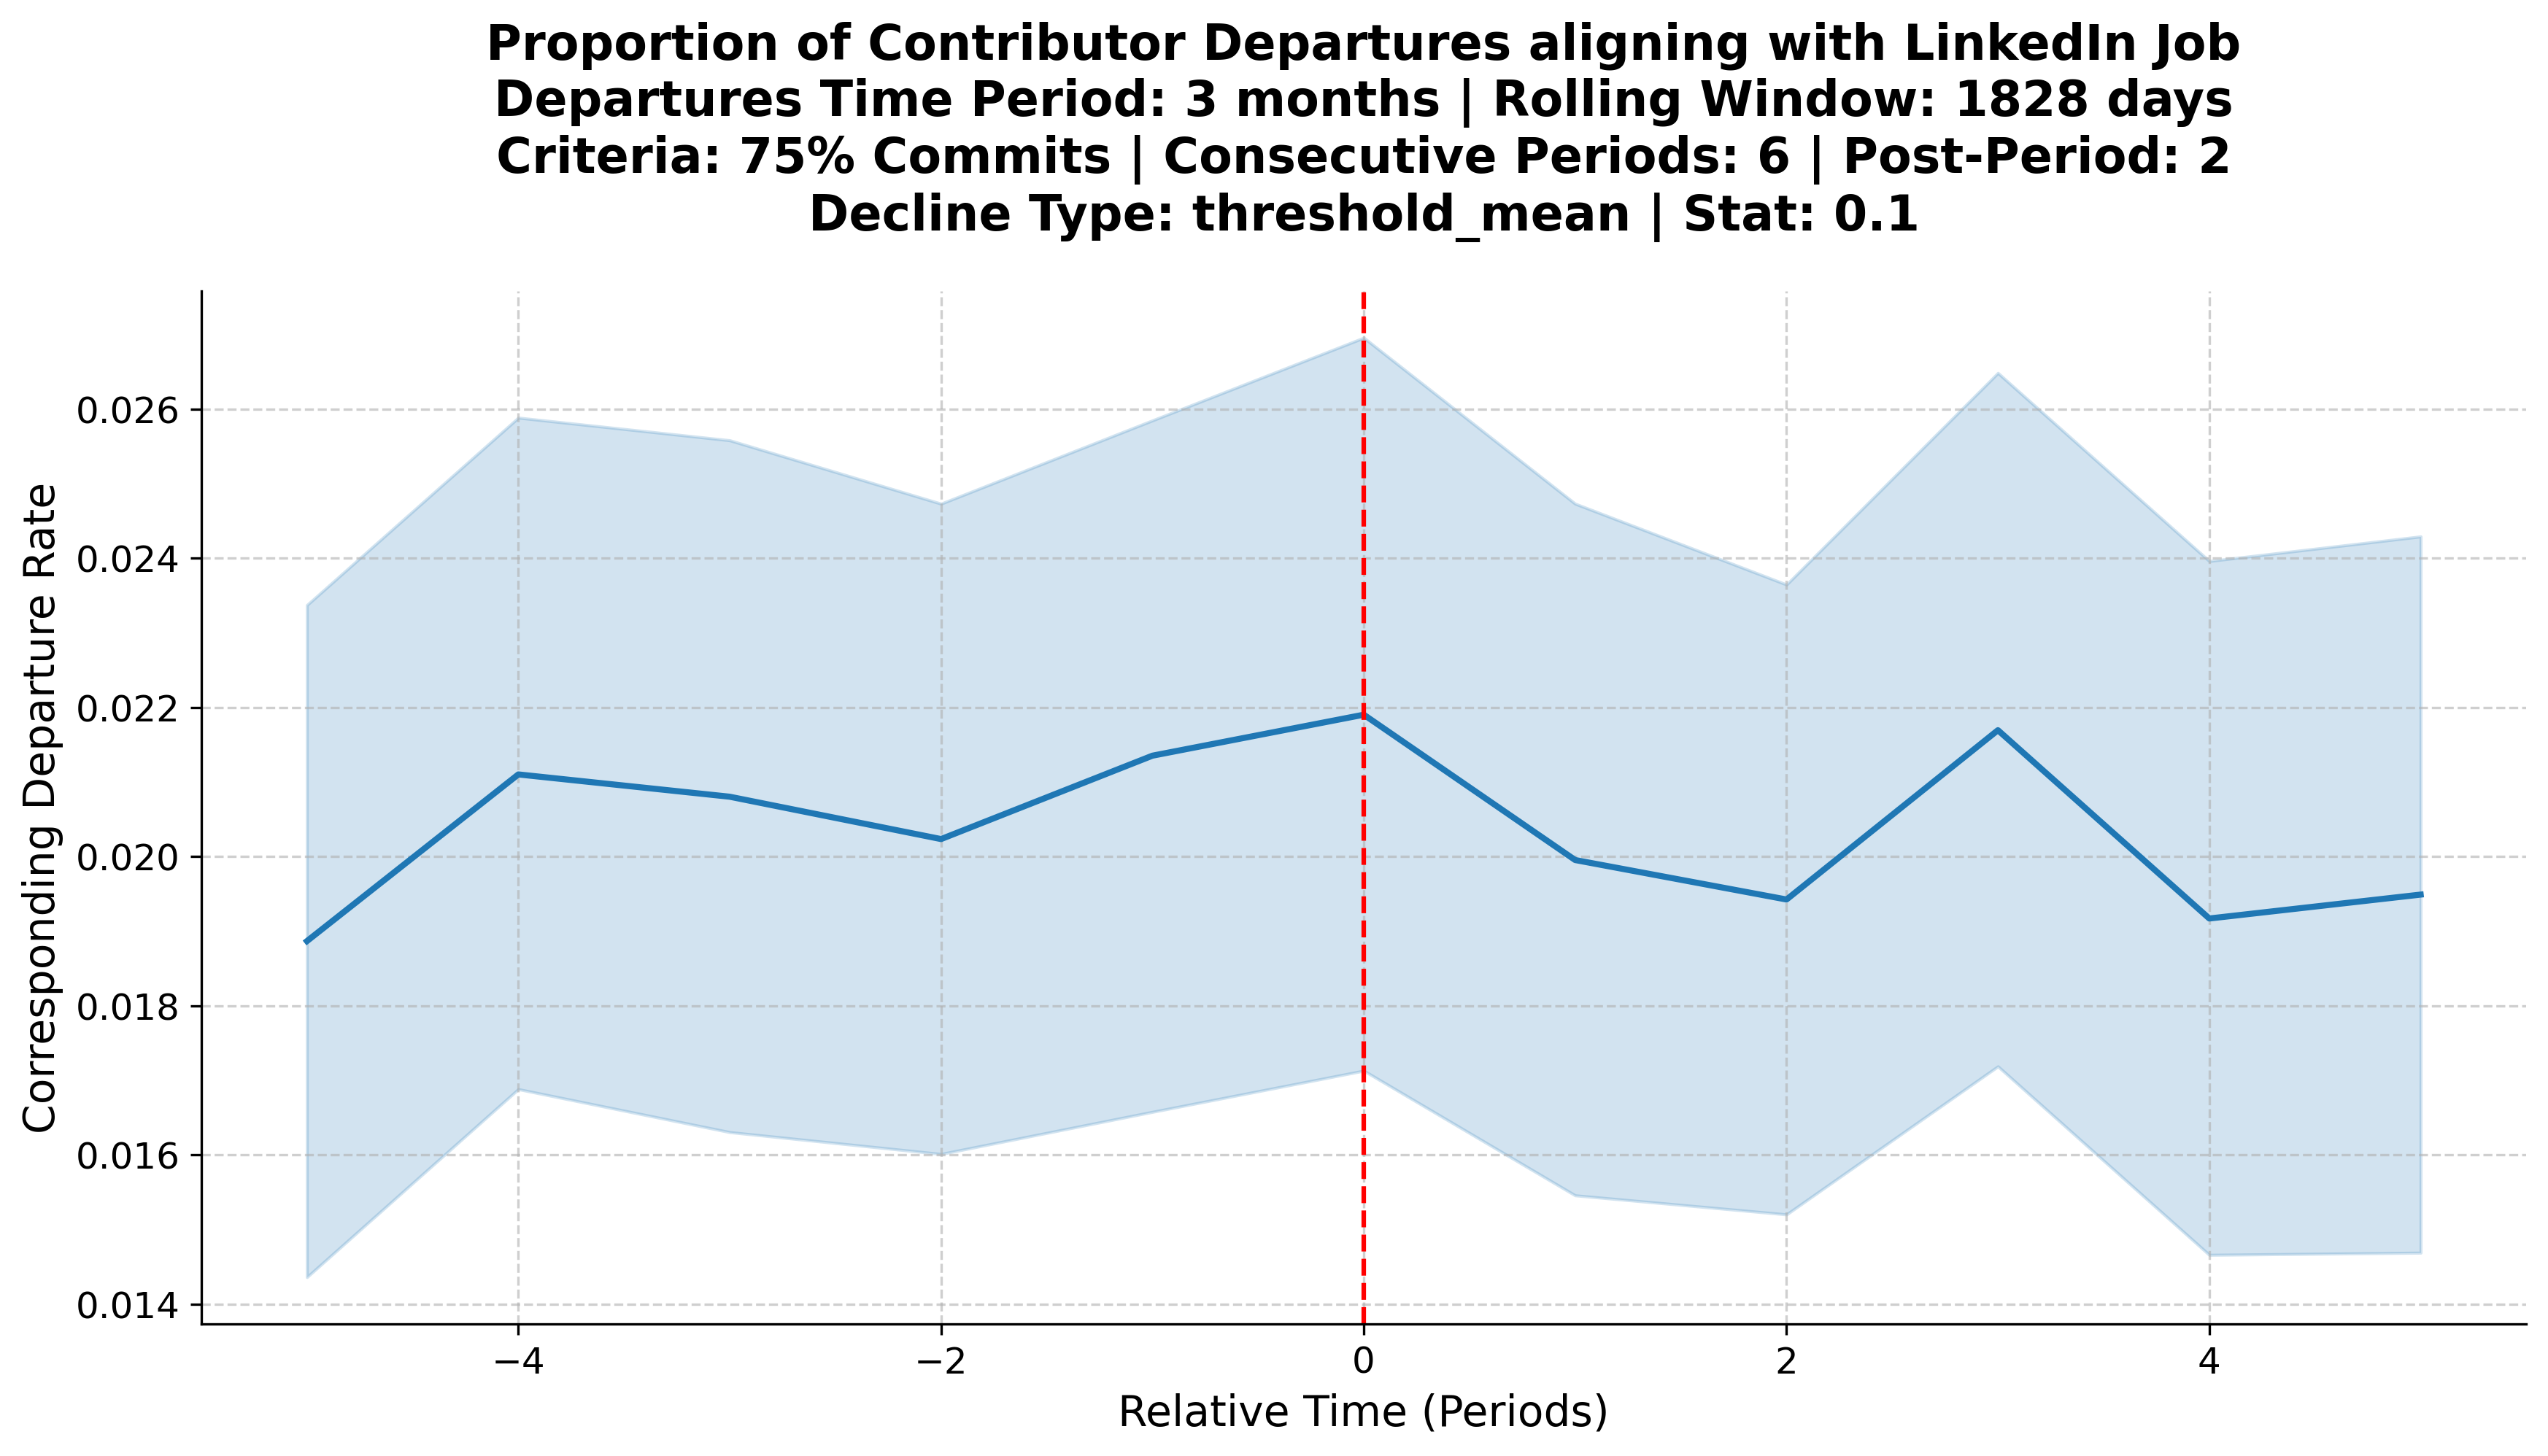 Proportion of Contributor Departures aligning with LinkedIn Job
Departures Time Period: 3 months | Rolling Window: 1828 days
Criteria: 75% Commits | Consecutive Periods: 6 | Post-Period: 2
Decline Type: threshold_mean | Stat: 0.1
Corresponding Departure Rate
0.026
0.024
0.022
0.020
0.018
0.016
0.014
−4
−2
0
2
4
Relative Time (Periods)